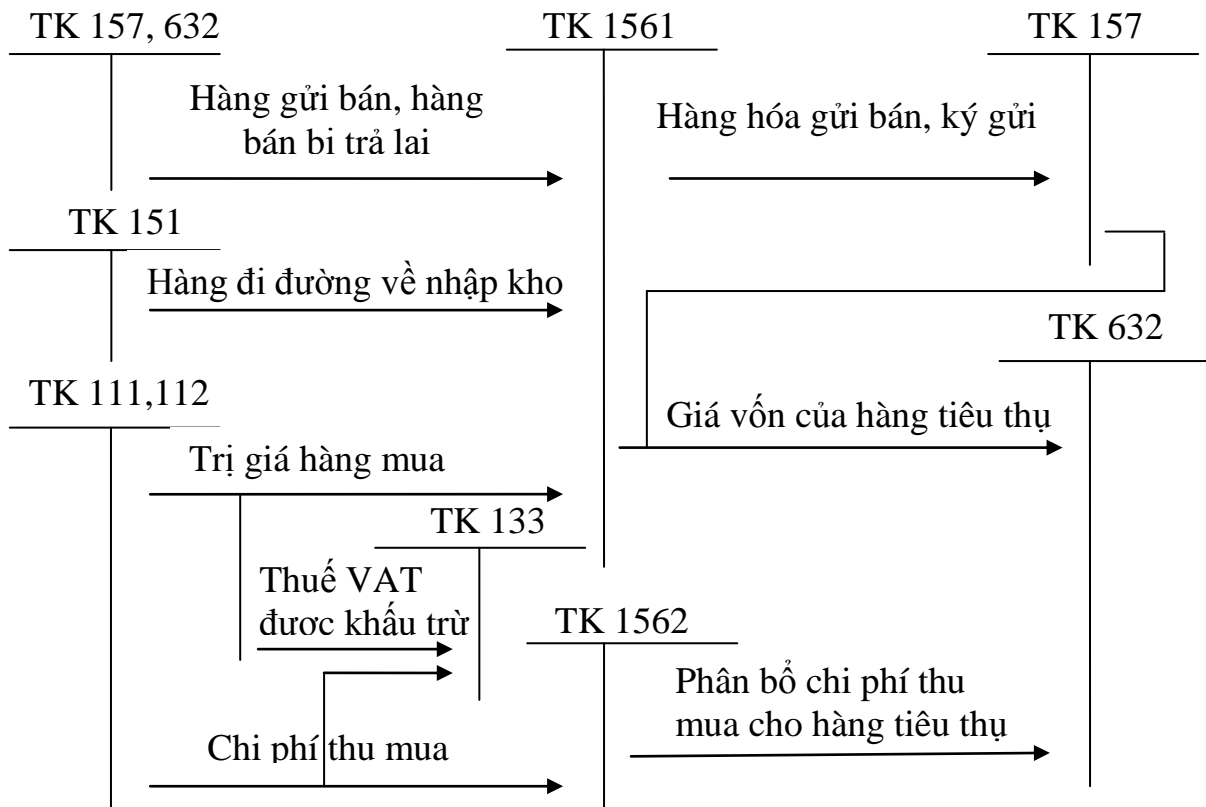 TK 157, 632
TK 1561
TK 157
Hàng gửi bán, hàng
bán bi trả lai
Hàng hóa gửi bán, ký gửi
TK 151
Hàng đi đường về nhập kho
TK 632
TK 111,112
Giá vốn của hàng tiêu thụ
Trị giá hàng mua
TK 133
Thuế VAT
đươc khấu trừ
TK 1562
Phân bổ chi phí thu
mua cho hàng tiêu thụ
Chi phí thu mua